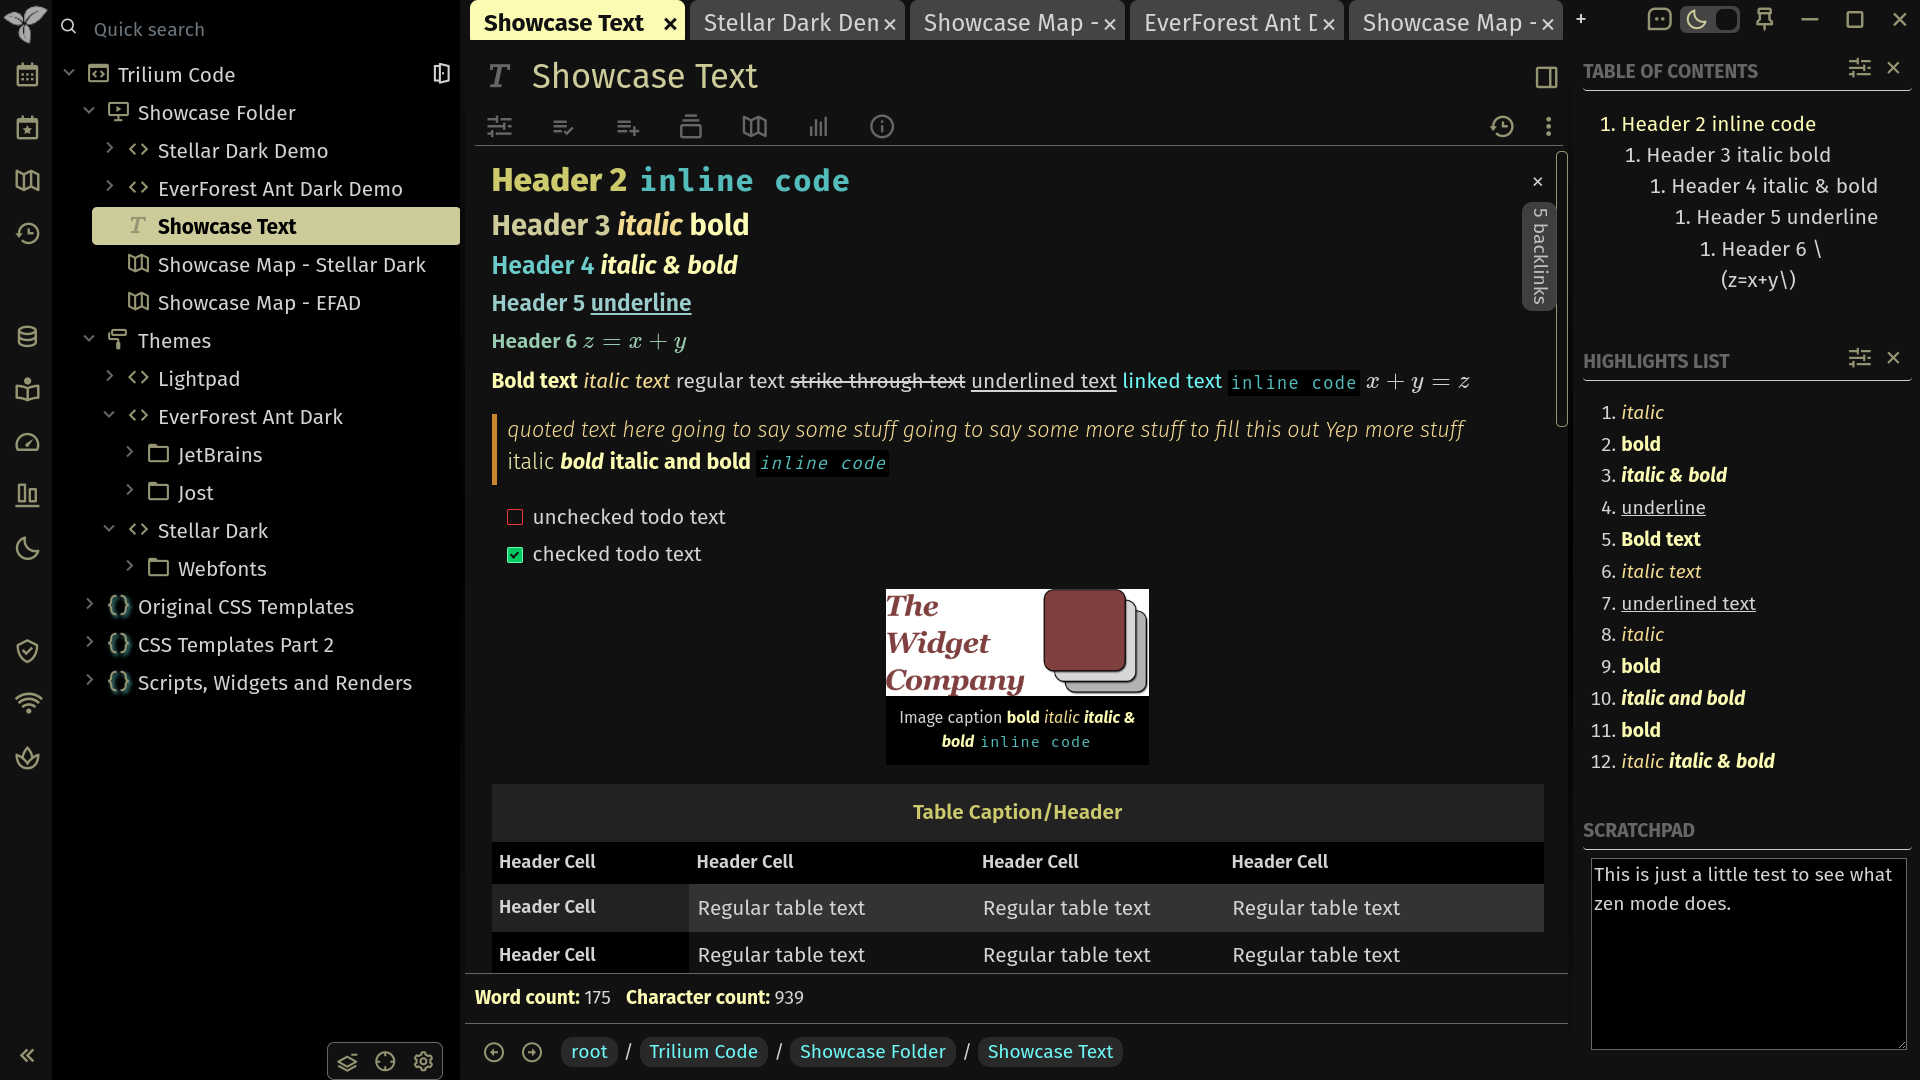 Quick search
Trilium Code
Showcase Folder
Stellar Dark Demo
EverForest Ant Dark Demo
Showcase Text
Showcase Map - Stellar Dark
Showcase Map - EFAD
Themes
Lightpad
EverForest Ant Dark
JetBrains
Jost
Stellar Dark
Webfonts
Original CSS Templates
CSS Templates Part 2
Scripts, Widgets and Renders
Showcase Text
Stellar Dark Den
Showcase Map -
EverForest Ant D
Showcase Map -
Showcase Text
Header 2 inline code
Header 3 italic bold
Header 4 italic & bold
Header 5 underline
Header 6 z = x + y
Bold text italic text regular text strike through text underlined text linked text inline code x + y = z
quoted text here going to say some stuff going to say some more stuff to fill this out Yep more stuff
italic bold italic and bold inline code
unchecked todo text
checked todo text
The
Widget
Company
Image caption bold italic italic &
bold inline code
Table Caption/Header
Header Cell Header Cell Header Cell Header Cell
Header Cell Regular table text Regular table text Regular table text
Header Cell Regular table text Regular table text Regular table text
5 backlinks
Word count: 175 Character count: 939
root / Trilium Code / Showcase Folder / Showcase Text
TABLE OF CONTENTS
1. Header 2 inline code
1. Header 3 italic bold
1. Header 4 italic & bold
1. Header 5 underline
1. Header 6 \
(z=x+y\)
HIGHLIGHTS LIST
1. italic
2. bold
3. italic & bold
4. underline
5. Bold text
6. italic text
7. underlined text
8. italic
9. bold
10. italic and bold
11. bold
12. italic italic & bold
SCRATCHPAD
This is just a little test to see what
zen mode does.